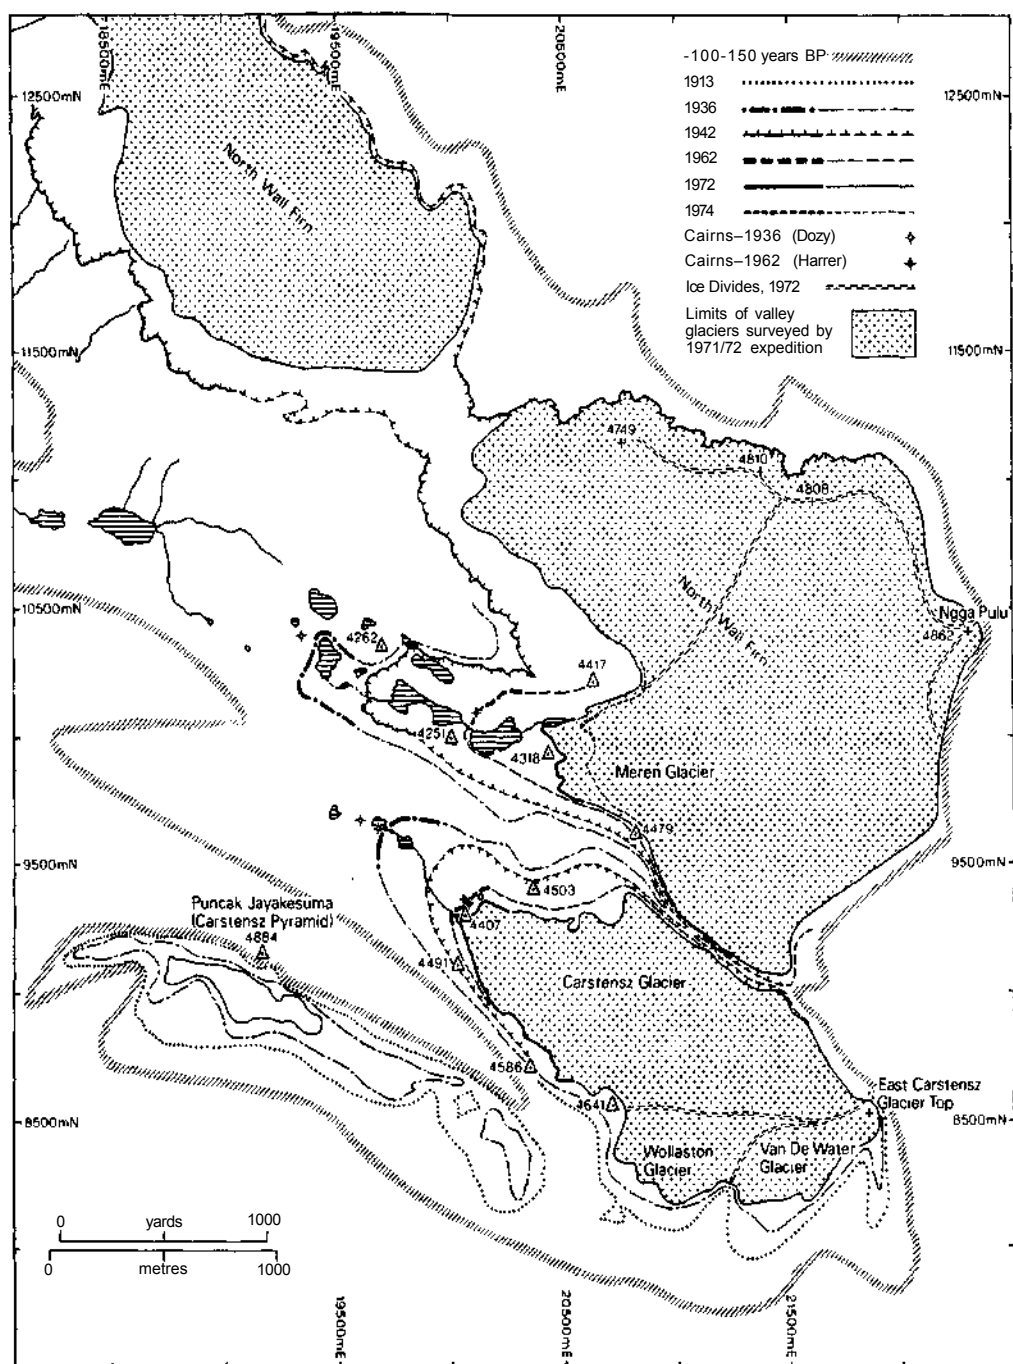 18500mE
19500mE
20500mE
-100-150 years BP
1913
12500mN
12500mN
1936
1942
1962
1972
1974
Cairns–1936 (Dozy)
Cairns–1962 (Harrer)
Ice Divides, 1972
Limits of valley
glaciers surveyed by
1971/72 expedition
North Wall Firn
11500mN
11500mN
4749
4810
4808
10500mN
North Wall Firn
Ngga Pulu
4862
4262
4417
4251
4318
Meren Glacier
4479
9500mN
9500mN
4503
Puncak Jayakesuma
(Carstensz Pyramid)
4884
4407
4491
Carstensz Glacier
4586
4641
East Carstensz
Glacier Top
8500mN
8500mN
Wollaston
Glacier
Van De Water
Glacier
0 yards 1000
0 metres 1000
19500mE
20500mE
21500mE